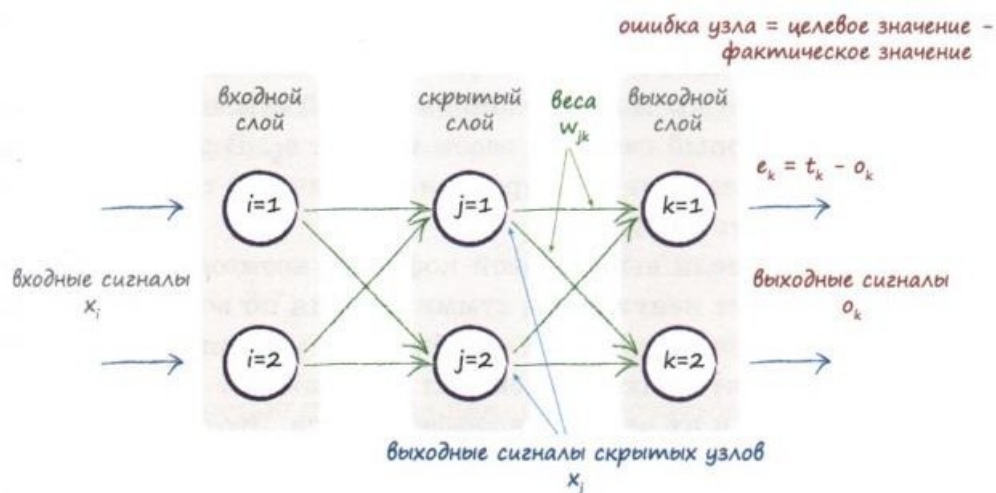 ошибка узла = целевое значение -
фактическое значение
входной
слой
скрытый
слой
веса
w_jk
выходной
слой
i=1
j=1
k=1
e_k = t_k - o_k
входные сигналы
x_i
выходные сигналы
o_k
i=2
j=2
k=2
выходные сигналы скрытых узлов
x_j